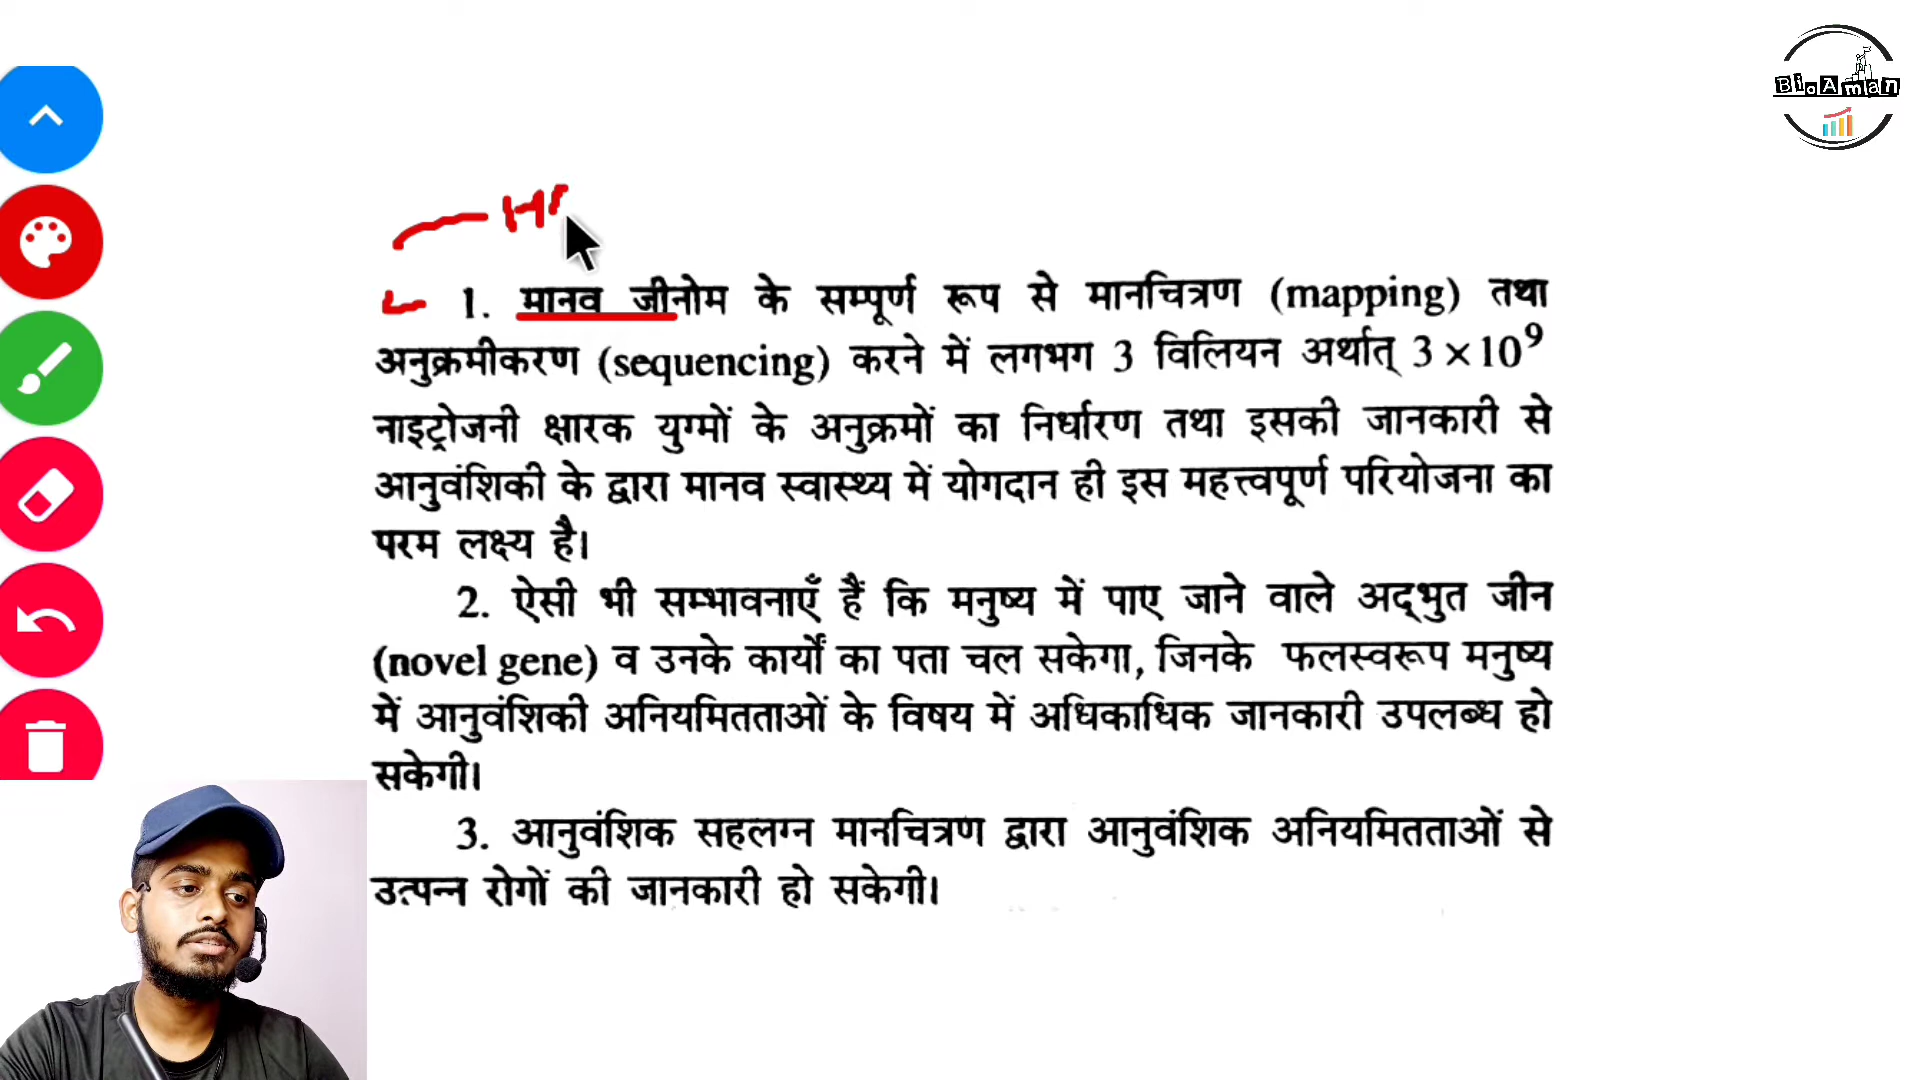 BioAman
1. मानव जीनोम के सम्पूर्ण रूप से मानचित्रण (mapping) तथा
अनुक्रमीकरण (sequencing) करने में लगभग 3 विलियन अर्थात् 3 × 10⁹
नाइट्रोजनी क्षारक युग्मों के अनुक्रमों का निर्धारण तथा इसकी जानकारी से
आनुवंशिकी के द्वारा मानव स्वास्थ्य में योगदान ही इस महत्त्वपूर्ण परियोजना का
परम लक्ष्य है।
2. ऐसी भी सम्भावनाएँ हैं कि मनुष्य में पाए जाने वाले अद्भुत जीन
(novel gene) व उनके कार्यों का पता चल सकेगा, जिनके फलस्वरूप मनुष्य
में आनुवंशिकी अनियमितताओं के विषय में अधिकाधिक जानकारी उपलब्ध हो
सकेगी।
3. आनुवंशिक सहलग्न मानचित्रण द्वारा आनुवंशिक अनियमितताओं से
उत्पन्न रोगों की जानकारी हो सकेगी।